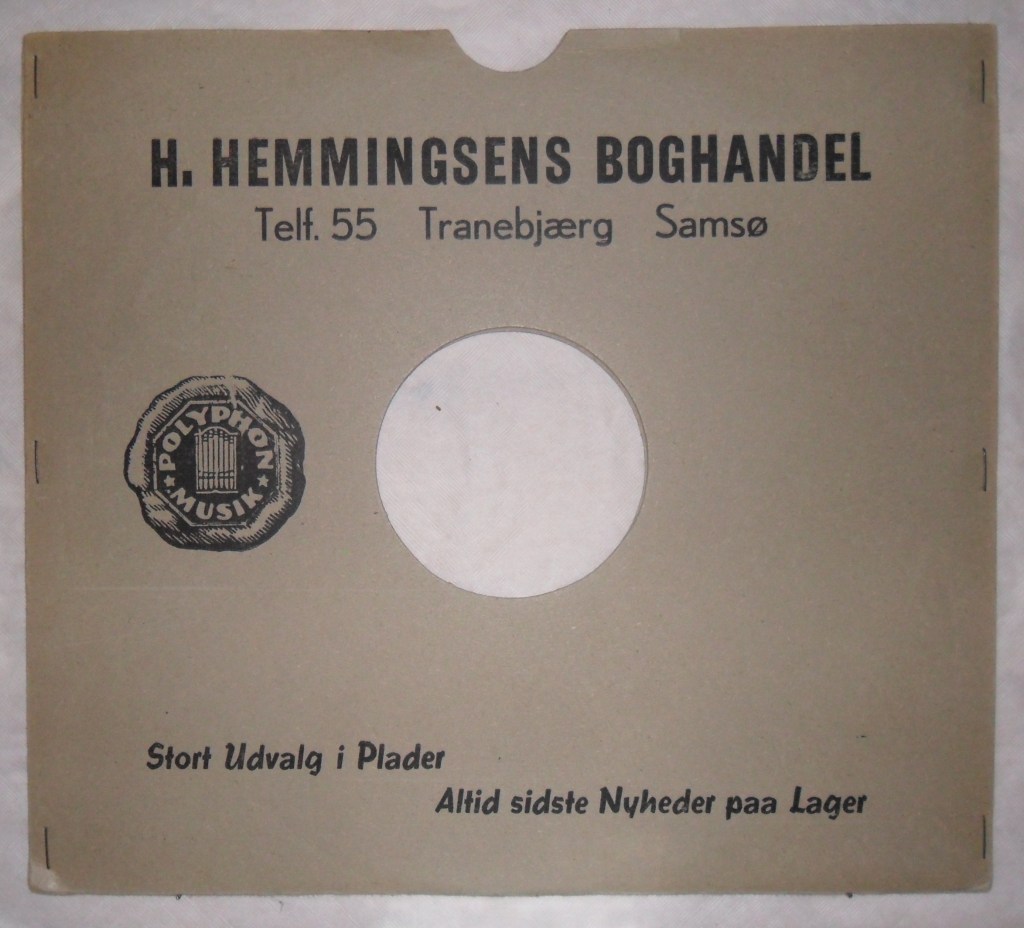 H. HEMMINGSENS BOGHANDEL
Telf. 55 Tranebjærg Samsø
POLYPHON
MUSIK
Stort Udvalg i Plader
Altid sidste Nyheder paa Lager